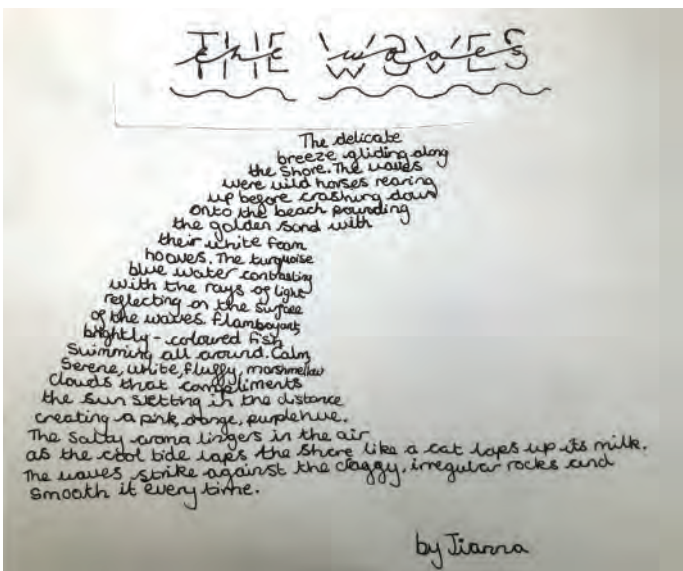 THE WAVES
The delicate
breeze gliding along
the shore. The waves
were wild horses rearing
up before crashing down
onto the beach pounding
the golden sand with
their white foam
hooves. The turquoise
blue water contrasting
with the rays of light
reflecting on the surface
of the waves. Flamboyant,
brightly-coloured fish
Swimming all around. Calm,
Serene, white, fluffy, marshmellow
clouds that compliments
the sun setting in the distance
creating a pink, orange, purple hue.
The Salty aroma lingers in the air
as the cool tide laps the shore like a cat laps up its milk.
The waves strike against the craggy, irregular rocks and
smooth it every time.
by Tianna